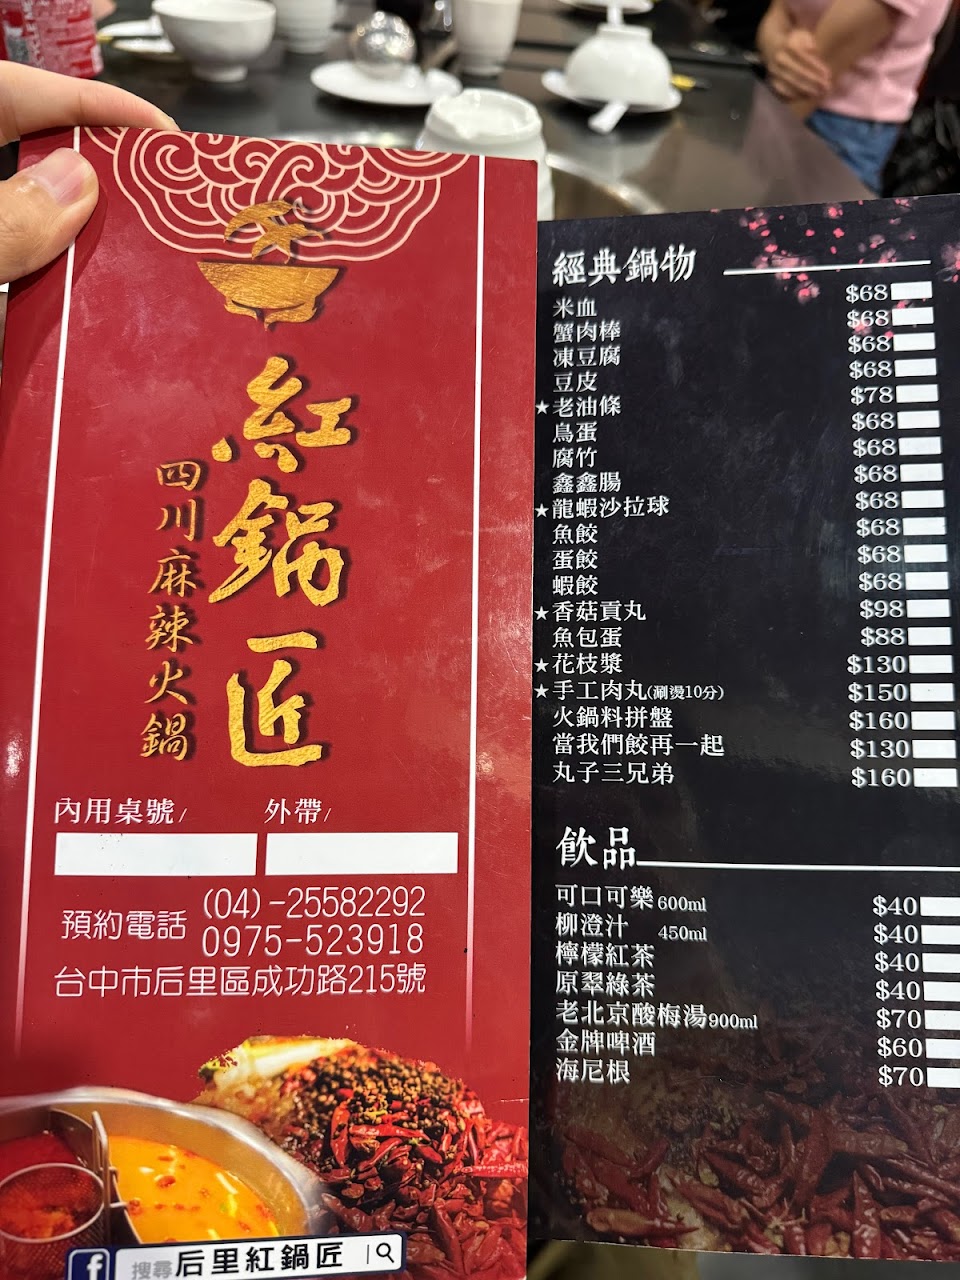 紅鍋匠
四川麻辣火鍋
內用桌號/ 外帶/
預約電話 (04)-25582292
0975-523918
台中市后里區成功路215號
f 搜尋 后里紅鍋匠
經典鍋物
米血 $68
蟹肉棒 $68
凍豆腐 $68
豆皮 $68
★老油條 $78
鳥蛋 $68
腐竹 $68
鑫鑫腸 $68
★龍蝦沙拉球 $68
魚餃 $68
蛋餃 $68
蝦餃 $68
★香菇貢丸 $98
魚包蛋 $88
★花枝漿 $130
★手工肉丸(涮燙10分) $150
火鍋料拼盤 $160
當我們餃再一起 $130
丸子三兄弟 $160
飲品
可口可樂 600ml $40
柳澄汁 450ml $40
檸檬紅茶 $40
原翠綠茶 $40
老北京酸梅湯900ml $70
金牌啤酒 $60
海尼根 $70